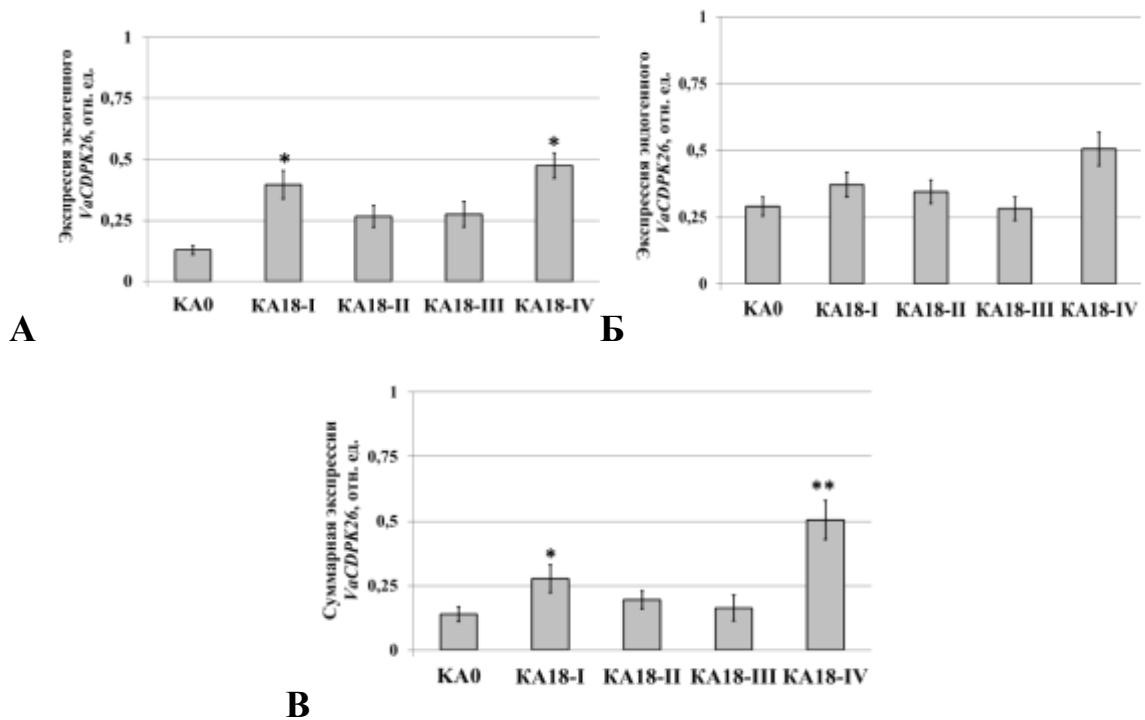 1
0,75
0,5
0,25
0
Экспрессия экзогенного
VaCDPK26, отн. ед.
*
*
KA0 KA18-I KA18-II KA18-III KA18-IV
А
1
0,75
0,5
0,25
0
Экспрессия эндогенного
VaCDPK26, отн. ед.
KA0 KA18-I KA18-II KA18-III KA18-IV
Б
1
0,75
0,5
0,25
0
Суммарная экспрессии
VaCDPK26, отн. ед.
*
**
KA0 KA18-I KA18-II KA18-III KA18-IV
В